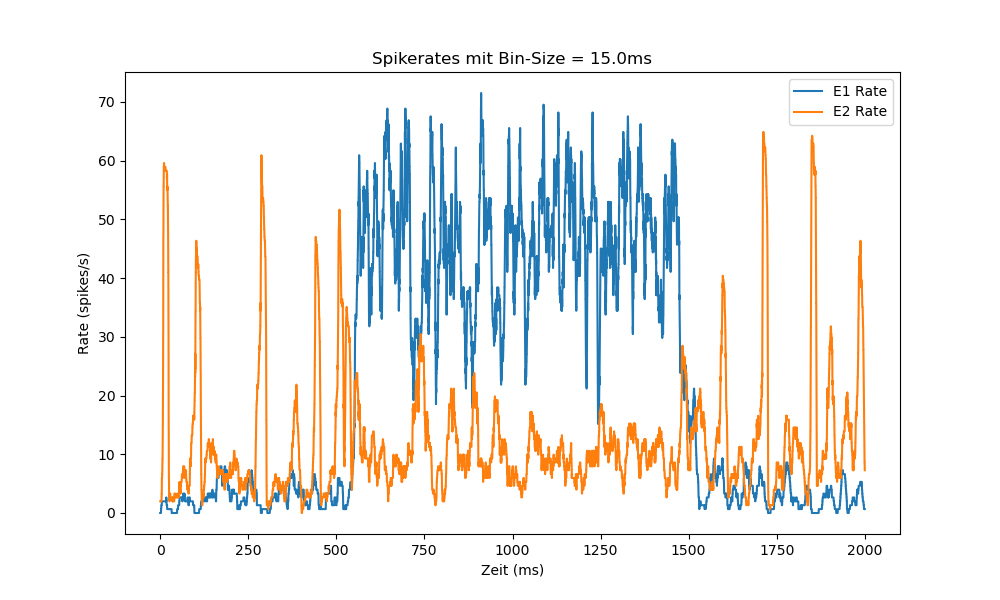 Spikerates mit Bin-Size = 15.0ms
E1 Rate
E2 Rate
Rate (spikes/s)
70
60
50
40
30
20
10
0
0 250 500 750 1000 1250 1500 1750 2000
Zeit (ms)